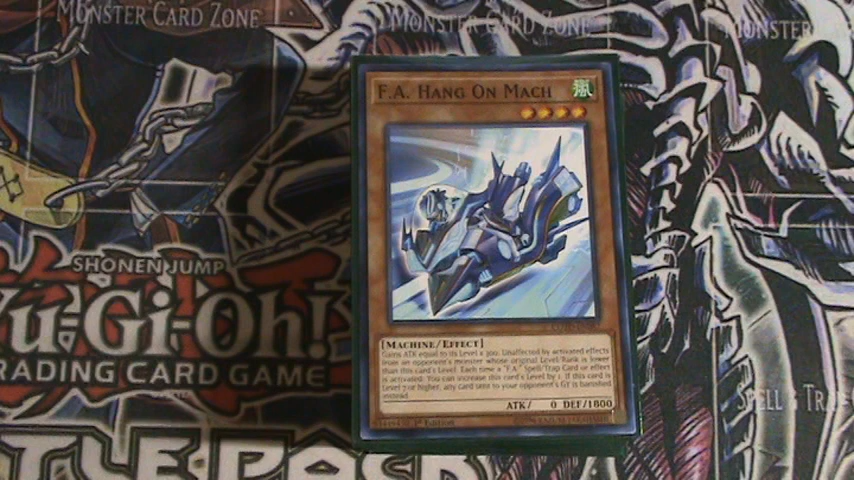 Monster Card Zone
Monster Card Zone
Monster
F.A. Hang On Mach
[Machine/Effect]
Gains ATK equal to its Level x 300. Unaffected by activated effects
from an opponent's monster whose original Level/Rank is lower
than this card's Level. Each time a "F.A." Spell/Trap Card or effect
is activated: You can increase this card's Level by 1. If this card is
Level 7 or higher, any card sent to your opponent's GY is banished
instead.
ATK/ 0 DEF/1800
1st Edition
SHONEN JUMP
Yu-Gi-Oh!
TRADING CARD GAME
Spell & Trap